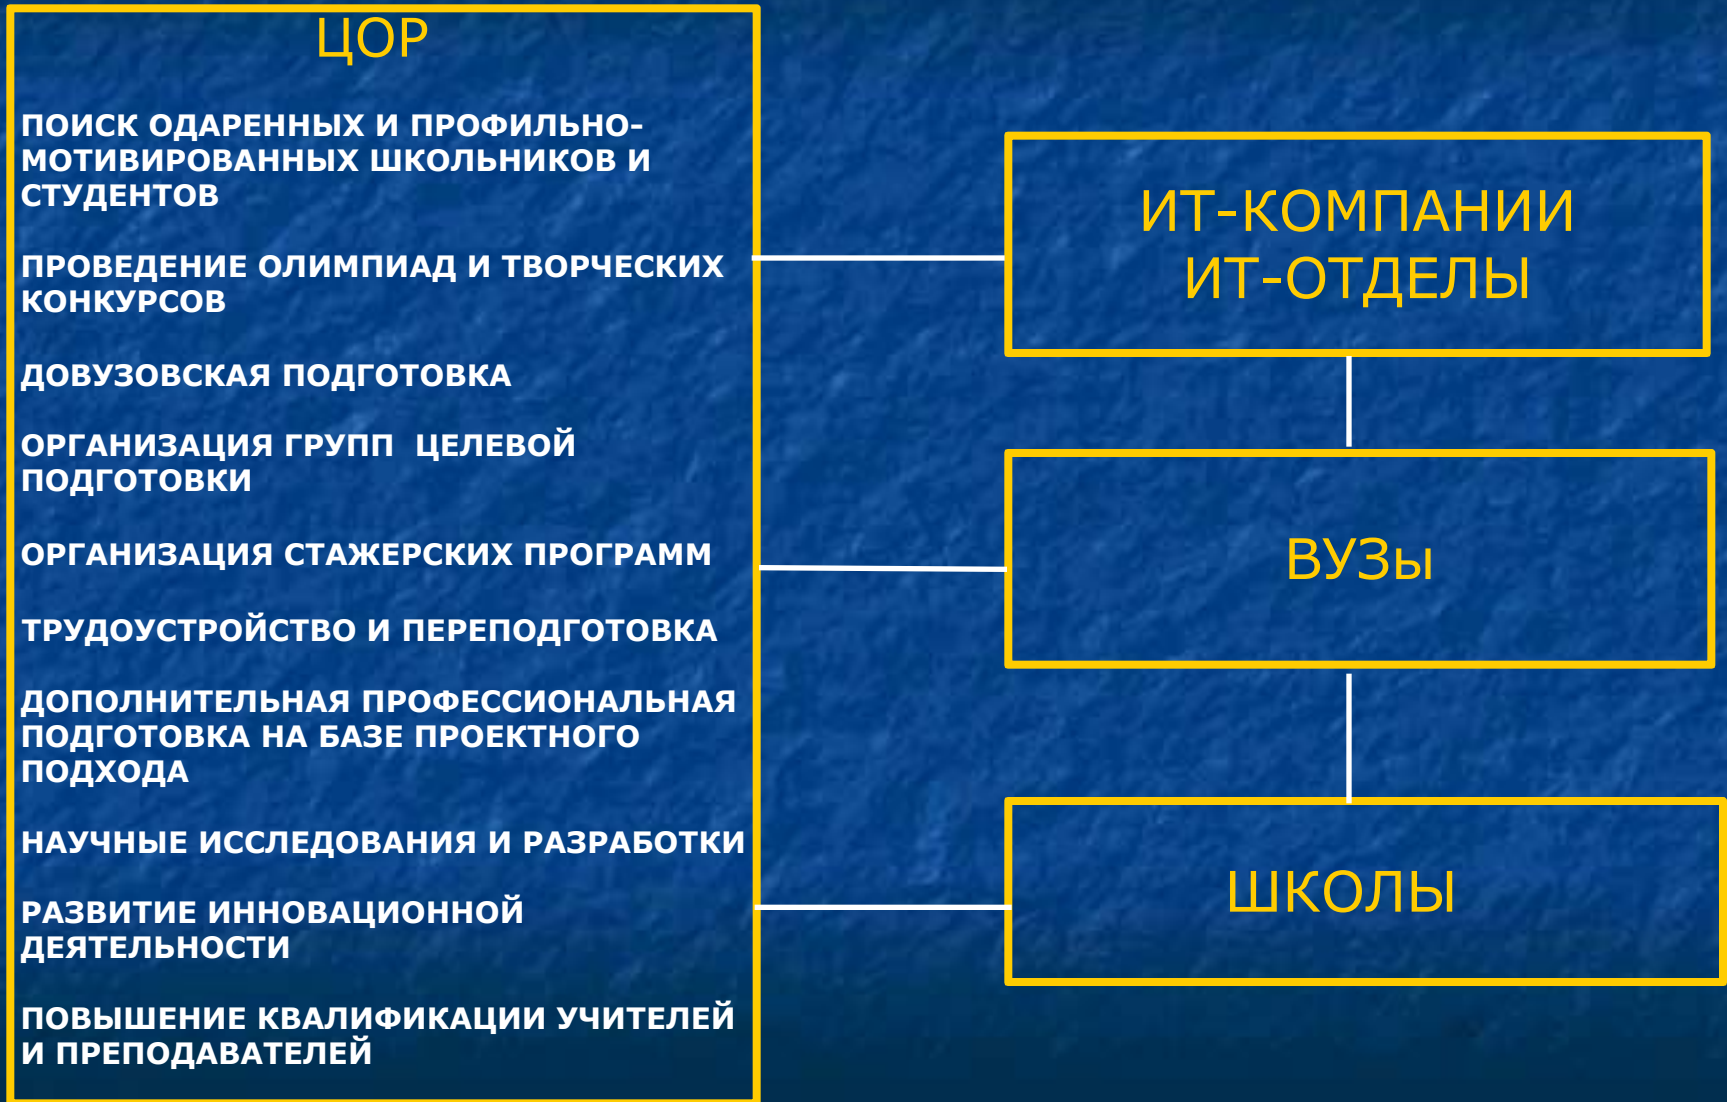 ЦОР
ПОИСК ОДАРЕННЫХ И ПРОФИЛЬНО-
МОТИВИРОВАННЫХ ШКОЛЬНИКОВ И
СТУДЕНТОВ
ПРОВЕДЕНИЕ ОЛИМПИАД И ТВОРЧЕСКИХ
КОНКУРСОВ
ДОВУЗОВСКАЯ ПОДГОТОВКА
ОРГАНИЗАЦИЯ ГРУПП ЦЕЛЕВОЙ
ПОДГОТОВКИ
ОРГАНИЗАЦИЯ СТАЖЕРСКИХ ПРОГРАММ
ТРУДОУСТРОЙСТВО И ПЕРЕПОДГОТОВКА
ДОПОЛНИТЕЛЬНАЯ ПРОФЕССИОНАЛЬНАЯ
ПОДГОТОВКА НА БАЗЕ ПРОЕКТНОГО
ПОДХОДА
НАУЧНЫЕ ИССЛЕДОВАНИЯ И РАЗРАБОТКИ
РАЗВИТИЕ ИННОВАЦИОННОЙ
ДЕЯТЕЛЬНОСТИ
ПОВЫШЕНИЕ КВАЛИФИКАЦИИ УЧИТЕЛЕЙ
И ПРЕПОДАВАТЕЛЕЙ
ИТ-КОМПАНИИ
ИТ-ОТДЕЛЫ
ВУЗы
ШКОЛЫ